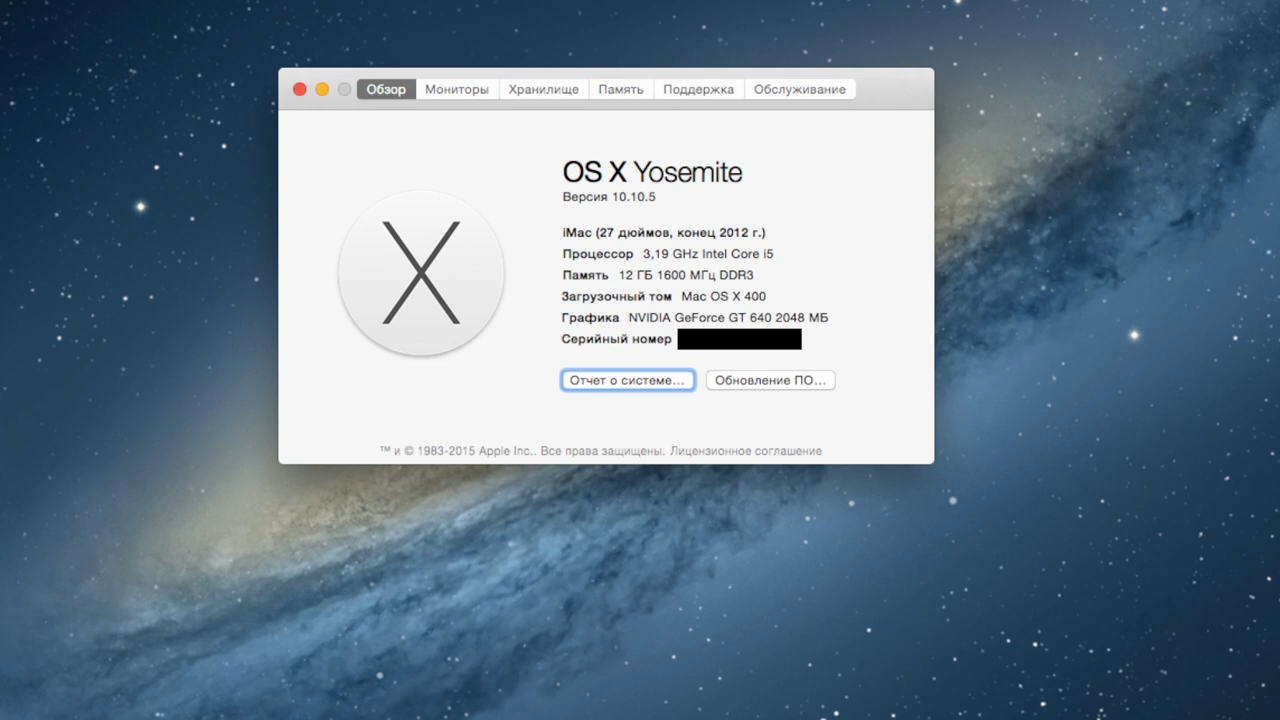 Обзор Мониторы Хранилище Память Поддержка Обслуживание
OS X Yosemite
Версия 10.10.5
iMac (27 дюймов, конец 2012 г.)
Процессор 3,19 GHz Intel Core i5
Память 12 ГБ 1600 МГц DDR3
Загрузочный том Mac OS X 400
Графика NVIDIA GeForce GT 640 2048 МБ
Серийный номер
Отчет о системе... Обновление ПО...
™ и © 1983-2015 Apple Inc.. Все права защищены. Лицензионное соглашение